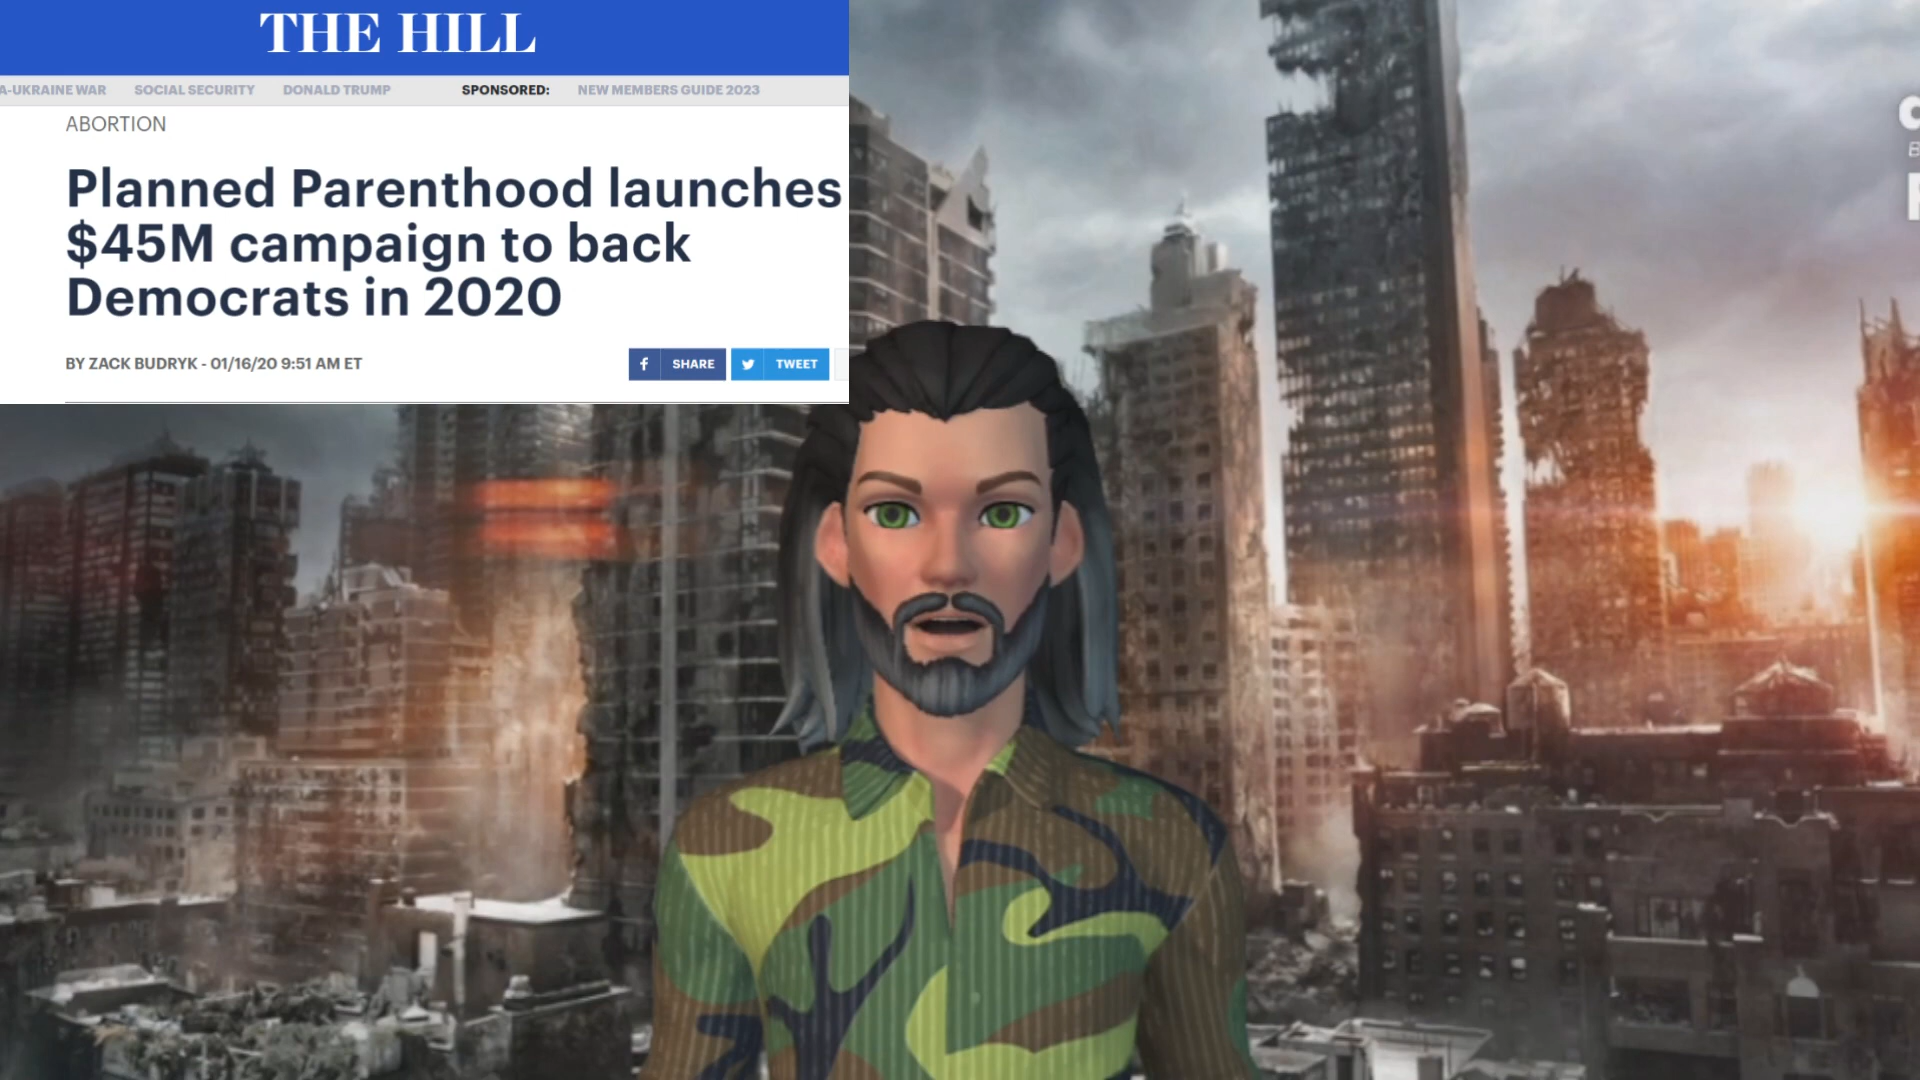 THE HILL
A-UKRAINE WAR SOCIAL SECURITY DONALD TRUMP SPONSORED: NEW MEMBERS GUIDE 2023
ABORTION
Planned Parenthood launches
$45M campaign to back
Democrats in 2020
BY ZACK BUDRYK - 01/16/20 9:51 AM ET
SHARE TWEET